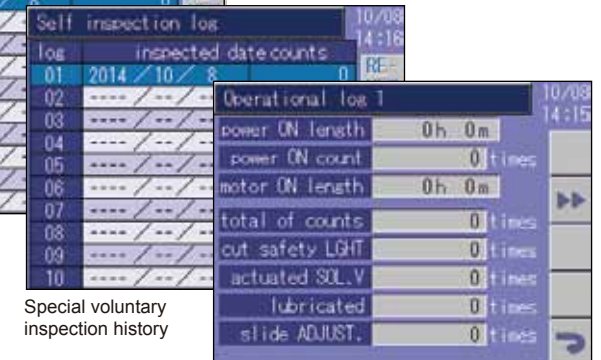 8 0
Self inspection log 10/08
14:16
log inspected date counts
01 2014 / 10 / 8 0 RE-
02 ---- / -- / --
03 ---- / -- / --
04 ---- / -- / --
05 ---- / -- / --
06 ---- / -- / --
07 ---- / -- / --
08 ---- / -- / --
09 ---- / -- / --
10 ---- / -- / --
Operational log 1 10/08
14:15
power ON length 0h 0m
power ON count 0 times
motor ON length 0h 0m
total of counts 0 times
cut safety LGHT 0 times
actuated SOL.V 0 times
lubricated 0 times
slide ADJUST. 0 times
Special voluntary
inspection history